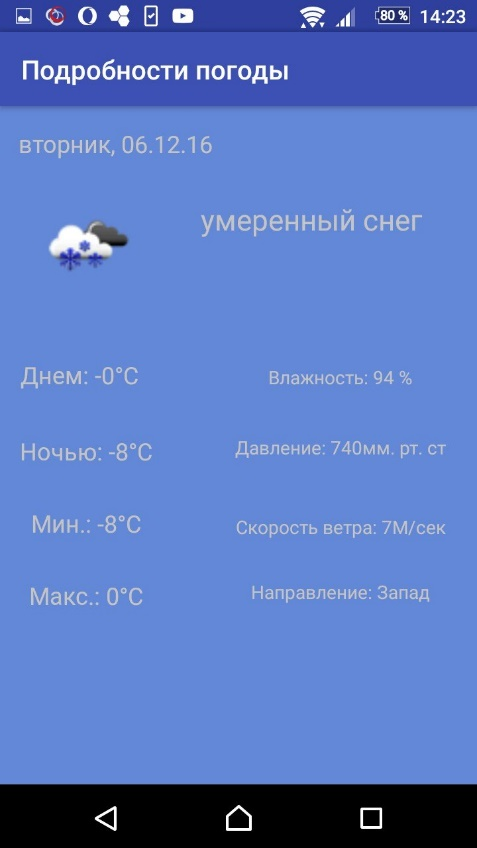 80 % 14:23
Подробности погоды
вторник, 06.12.16
умеренный снег
Днем: -0°C
Влажность: 94 %
Ночью: -8°C
Давление: 740мм. рт. ст
Мин.: -8°C
Скорость ветра: 7М/сек
Макс.: 0°C
Направление: Запад